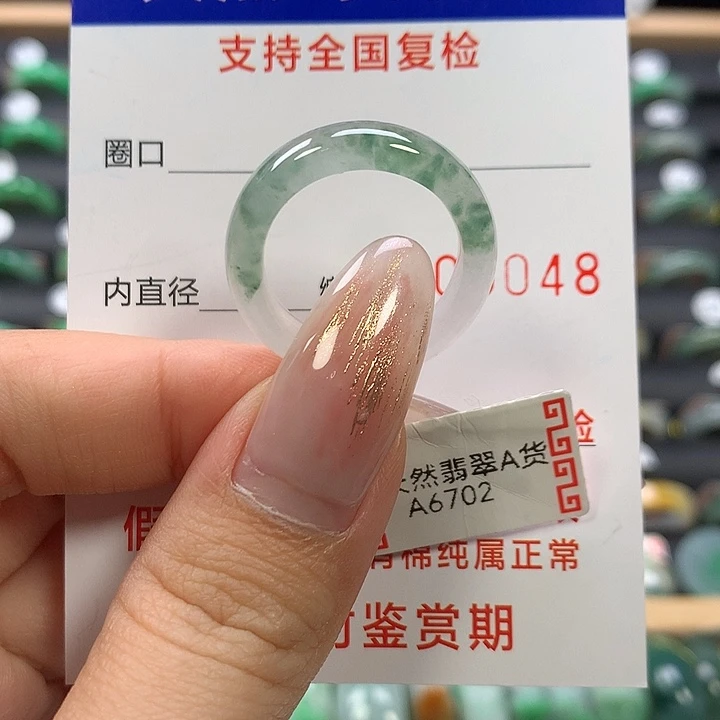 支持全国复检
圈口
内直径
048
检
然翡翠A货
A6702
假
棉纯属正常
鉴赏期